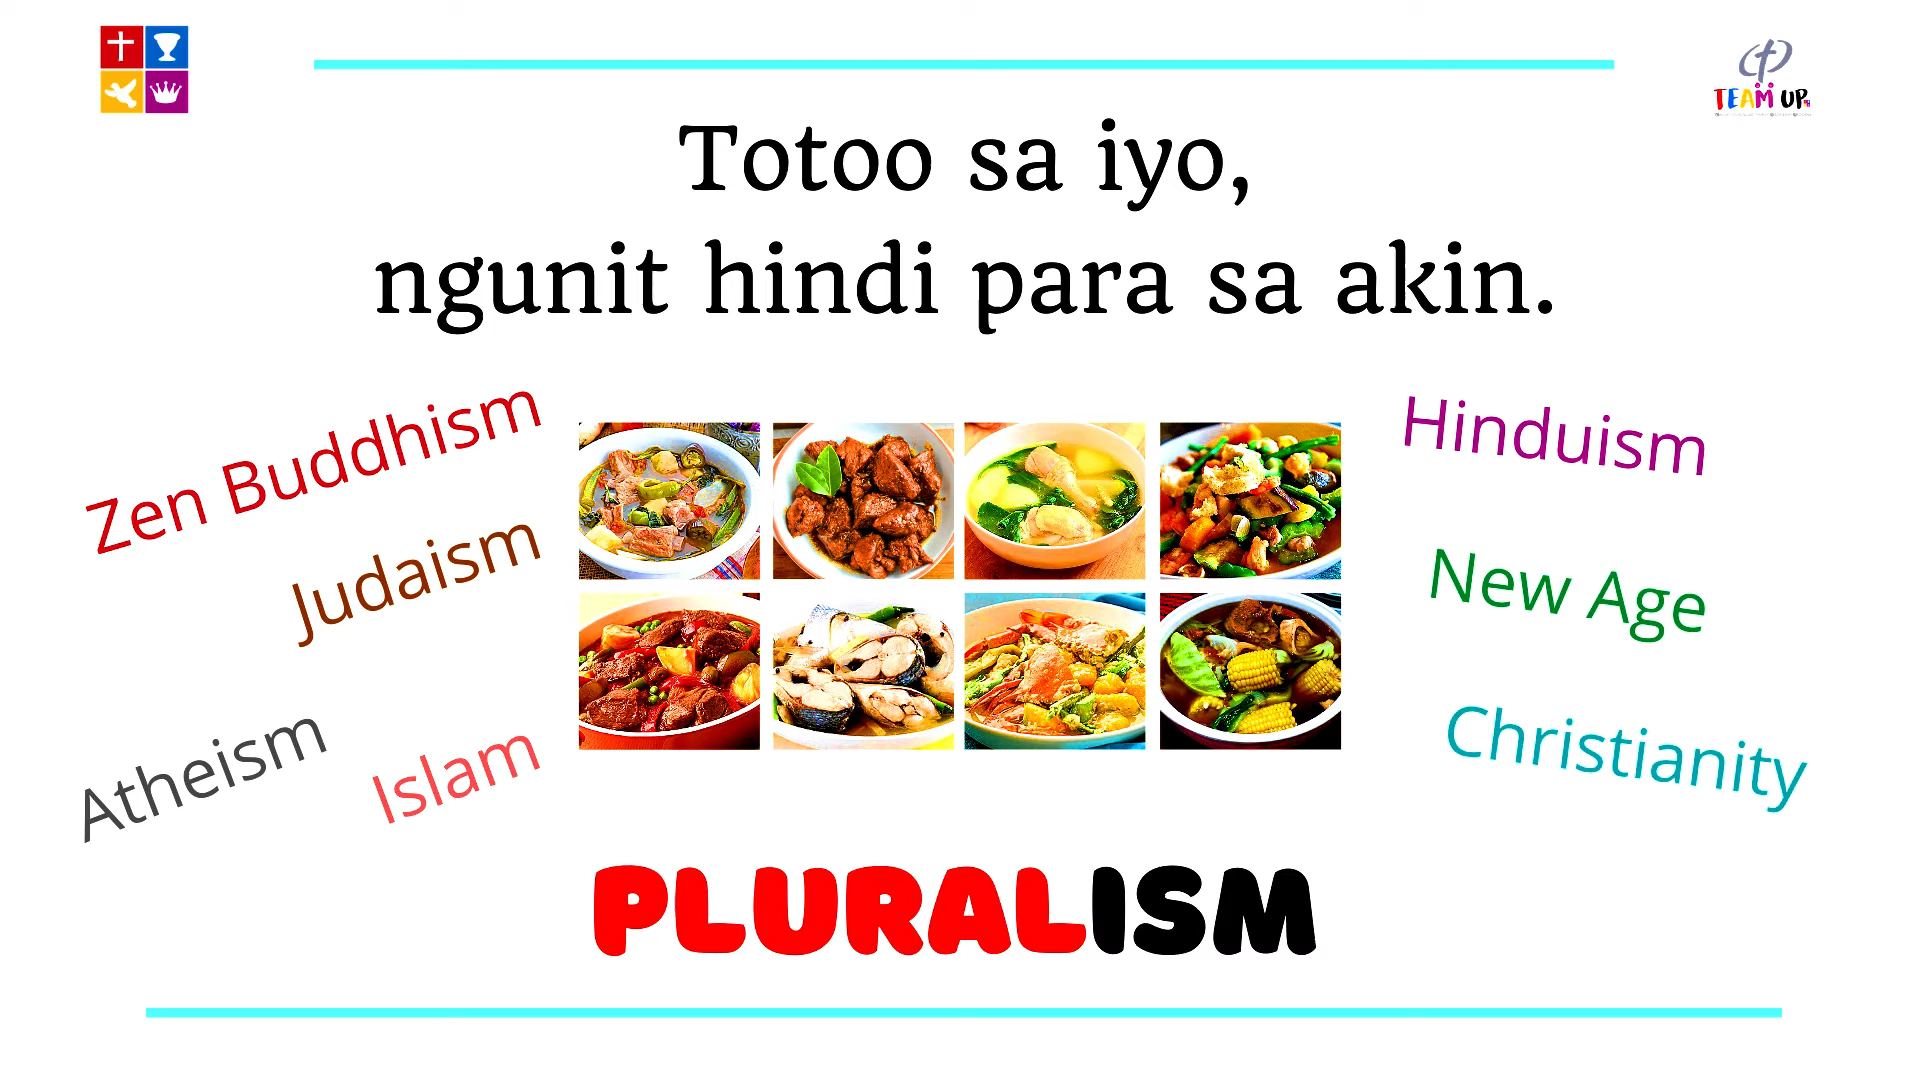 TEAM UP
Totoo sa iyo,
ngunit hindi para sa akin.
Zen Buddhism
Judaism
Atheism
Islam
Hinduism
New Age
Christianity
PLURALISM